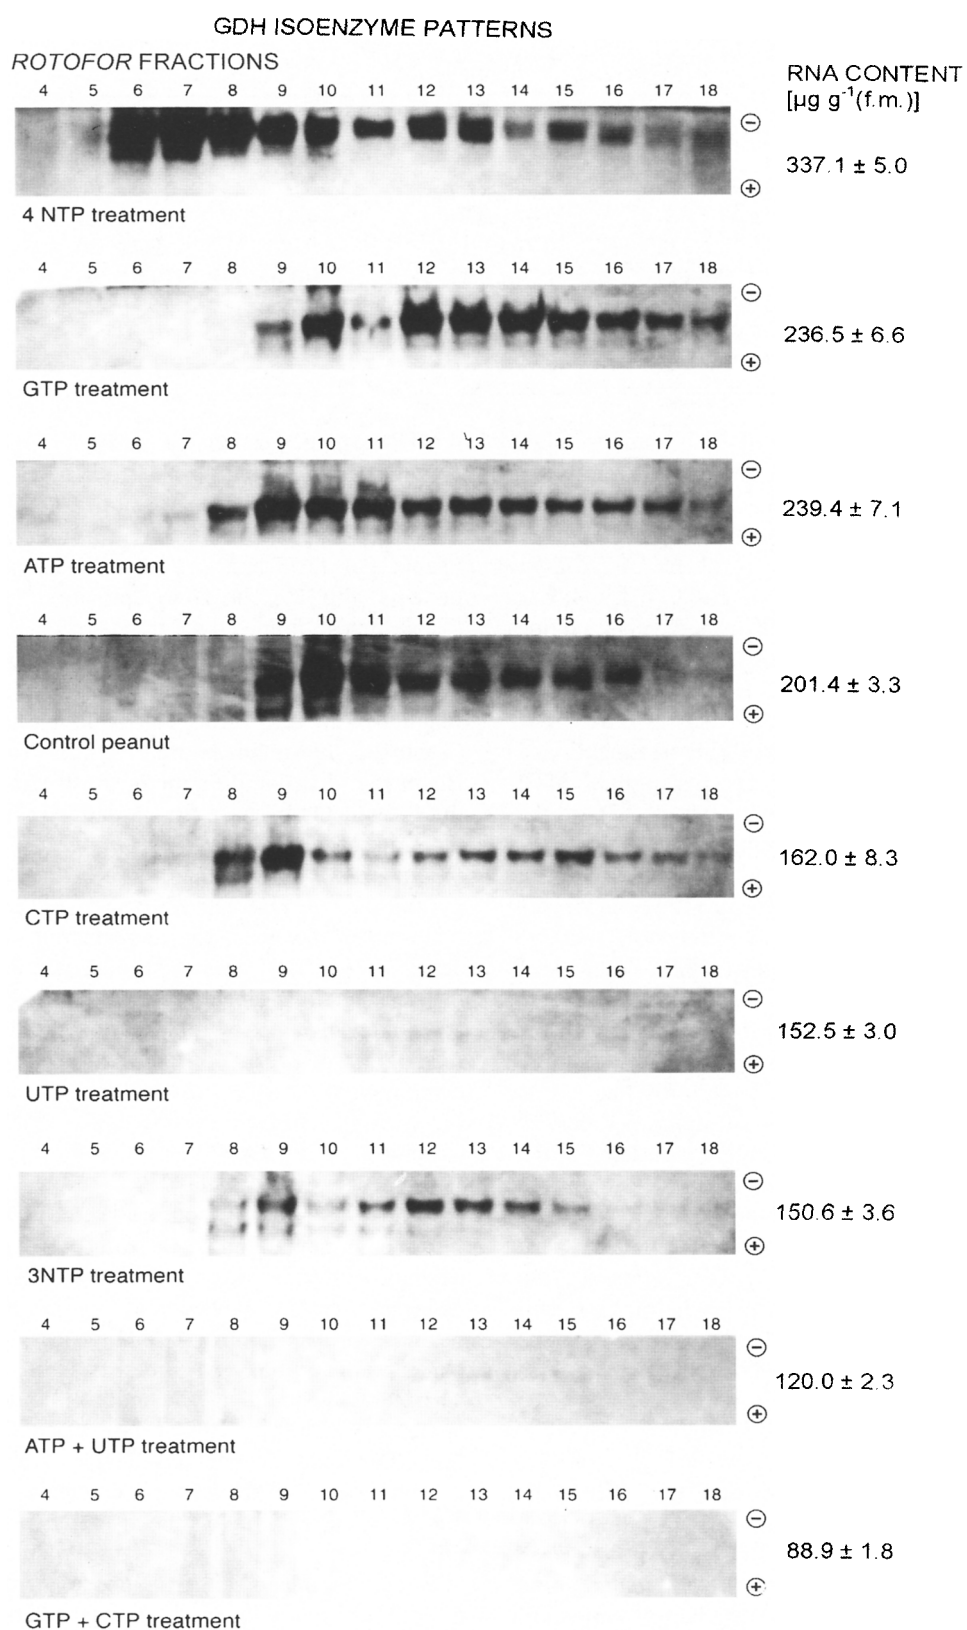 GDH ISOENZYME PATTERNS
ROTOFOR FRACTIONS
RNA CONTENT
[µg g⁻¹(f.m.)]
4 5 6 7 8 9 10 11 12 13 14 15 16 17 18
⊖
337.1 ± 5.0
⊕
4 NTP treatment
4 5 6 7 8 9 10 11 12 13 14 15 16 17 18
⊖
236.5 ± 6.6
⊕
GTP treatment
4 5 6 7 8 9 10 11 12 13 14 15 16 17 18
⊖
239.4 ± 7.1
⊕
ATP treatment
4 5 6 7 8 9 10 11 12 13 14 15 16 17 18
⊖
201.4 ± 3.3
⊕
Control peanut
4 5 6 7 8 9 10 11 12 13 14 15 16 17 18
⊖
162.0 ± 8.3
⊕
CTP treatment
4 5 6 7 8 9 10 11 12 13 14 15 16 17 18
⊖
152.5 ± 3.0
⊕
UTP treatment
4 5 6 7 8 9 10 11 12 13 14 15 16 17 18
⊖
150.6 ± 3.6
⊕
3NTP treatment
4 5 6 7 8 9 10 11 12 13 14 15 16 17 18
⊖
120.0 ± 2.3
⊕
ATP + UTP treatment
4 5 6 7 8 9 10 11 12 13 14 15 16 17 18
⊖
88.9 ± 1.8
⊕
GTP + CTP treatment